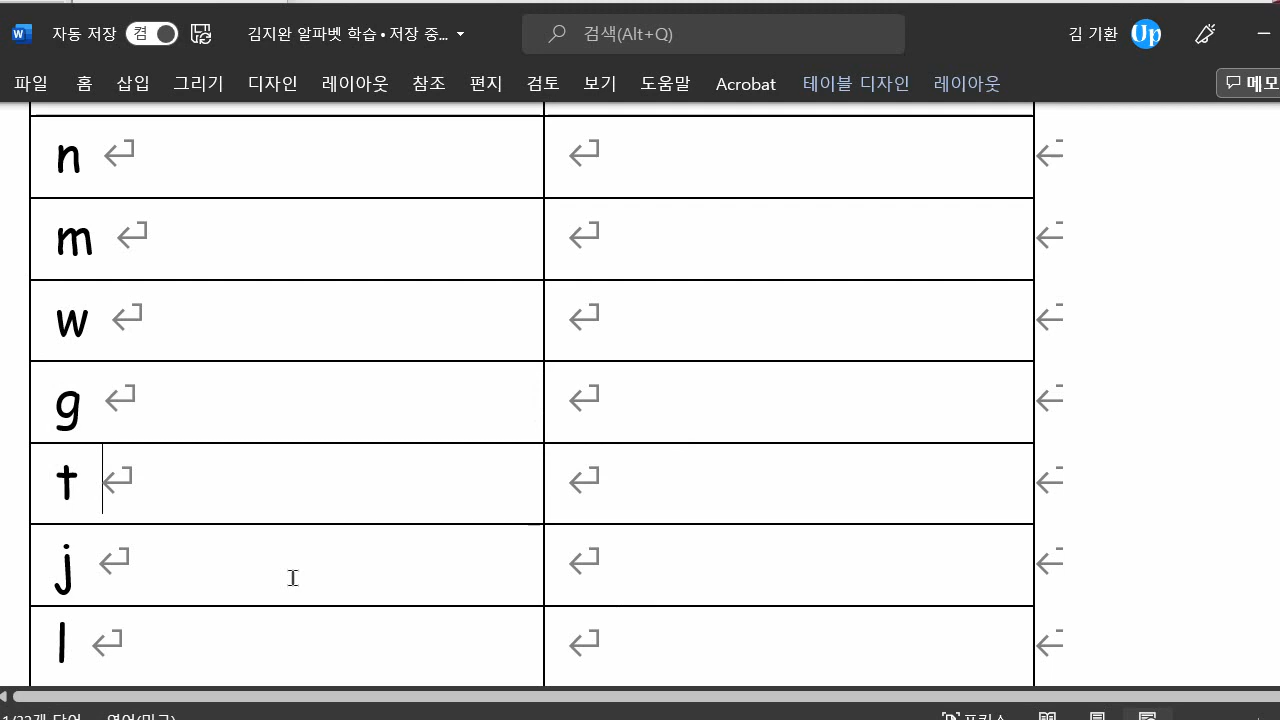 자동 저장 켬 김지완 알파벳 학습 • 저장 중... 검색(Alt+Q) 김 기환 Up
파일 홈 삽입 그리기 디자인 레이아웃 참조 편지 검토 보기 도움말 Acrobat 테이블 디자인 레이아웃 메모
n
m
w
g
t
j
l